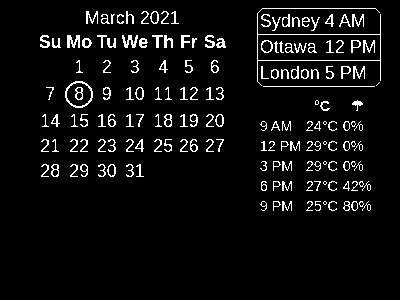 March 2021
Su Mo Tu We Th Fr Sa
1 2 3 4 5 6
7 8 9 10 11 12 13
14 15 16 17 18 19 20
21 22 23 24 25 26 27
28 29 30 31
Sydney 4 AM
Ottawa 12 PM
London 5 PM
°C
9 AM 24°C 0%
12 PM 29°C 0%
3 PM 29°C 0%
6 PM 27°C 42%
9 PM 25°C 80%